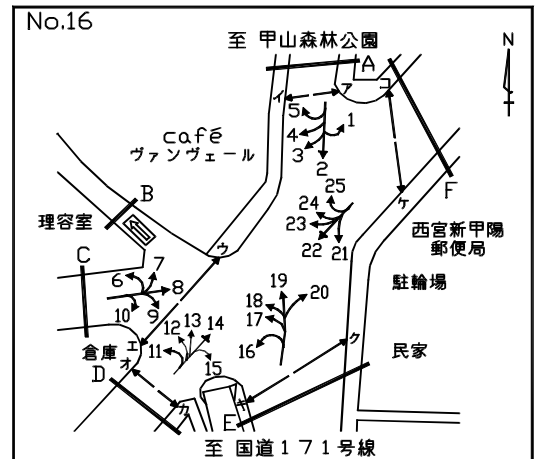 No.16
至 甲山森林公園
N
A
イ
ア
コ
5
1
4
3
2
café
ヴァンヴェール
B
F
25
24
23
22
21
ケ
理容室
西宮新甲陽
郵便局
C
ウ
7
6
8
10
9
19
20
18
17
16
駐輪場
12
13
14
11
15
エ
オ
倉庫
ク
民家
D
カ
E
キ
至 国道171号線